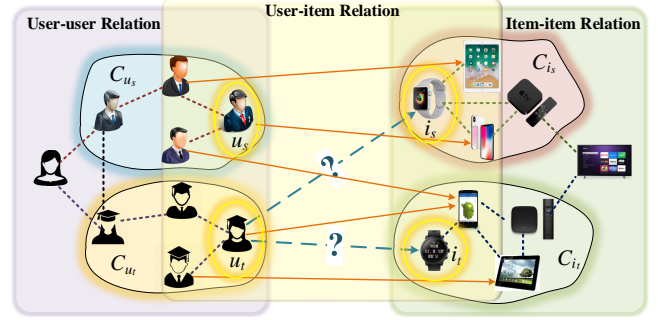 User-item Relation
User-user Relation
Item-item Relation
C_{u_s}
C_{i_s}
u_s
i_s
?
C_{u_t}
u_t
?
i_t
C_{i_t}